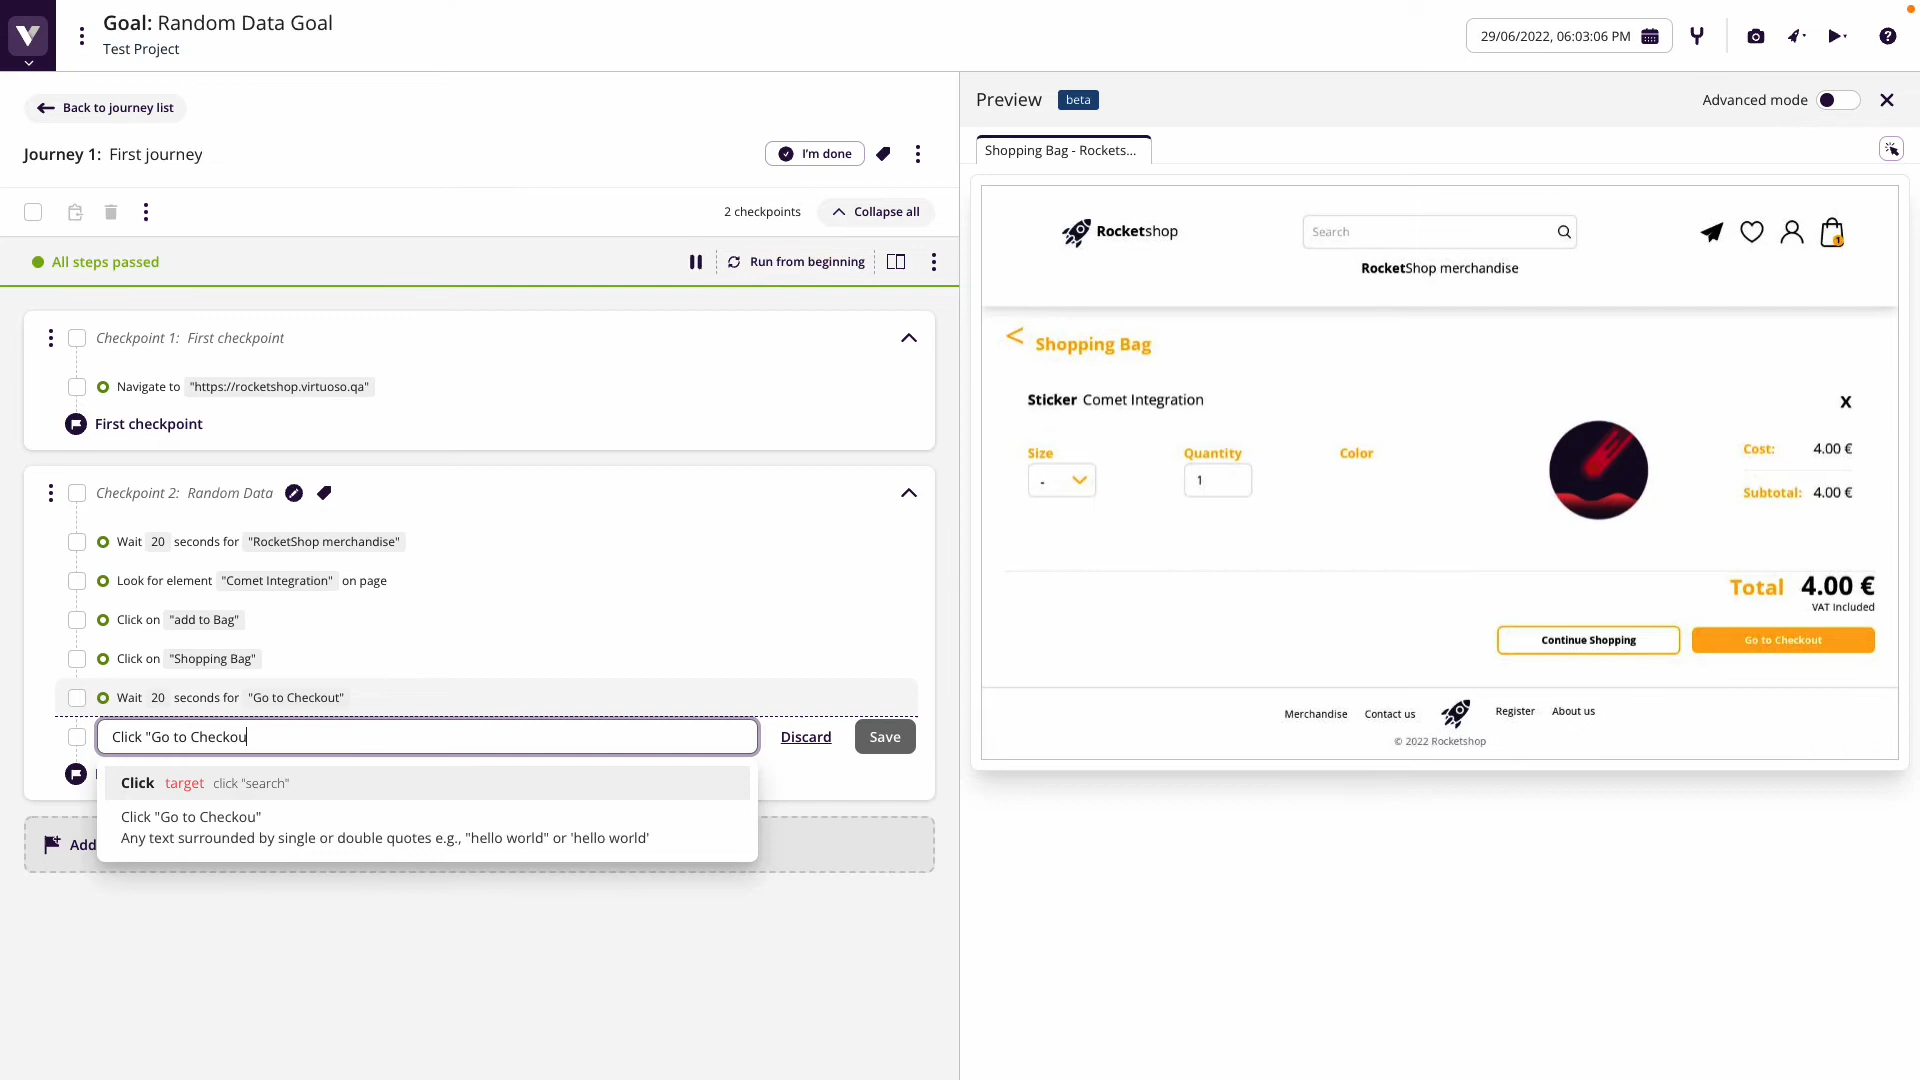 Goal: Random Data Goal
Test Project
29/06/2022, 06:03:06 PM
Back to journey list
Journey 1: First journey
I'm done
2 checkpoints
Collapse all
All steps passed
Run from beginning
Checkpoint 1: First checkpoint
Navigate to "https://rocketshop.virtuoso.qa"
First checkpoint
Checkpoint 2: Random Data
Wait 20 seconds for "RocketShop merchandise"
Look for element "Comet Integration" on page
Click on "add to Bag"
Click on "Shopping Bag"
Wait 20 seconds for "Go to Checkout"
Click "Go to Checkou
Discard
Save
Click target click "search"
Click "Go to Checkou"
Any text surrounded by single or double quotes e.g., "hello world" or 'hello world'
Add
Preview beta
Advanced mode
Shopping Bag - Rockets...
Rocketshop
Search
1
RocketShop merchandise
< Shopping Bag
Sticker Comet Integration
X
Size
Quantity
Color
-
1
Cost: 4.00 €
Subtotal: 4.00 €
Total 4.00 €
VAT Included
Continue Shopping
Go to Checkout
Merchandise
Contact us
Register
About us
© 2022 Rocketshop